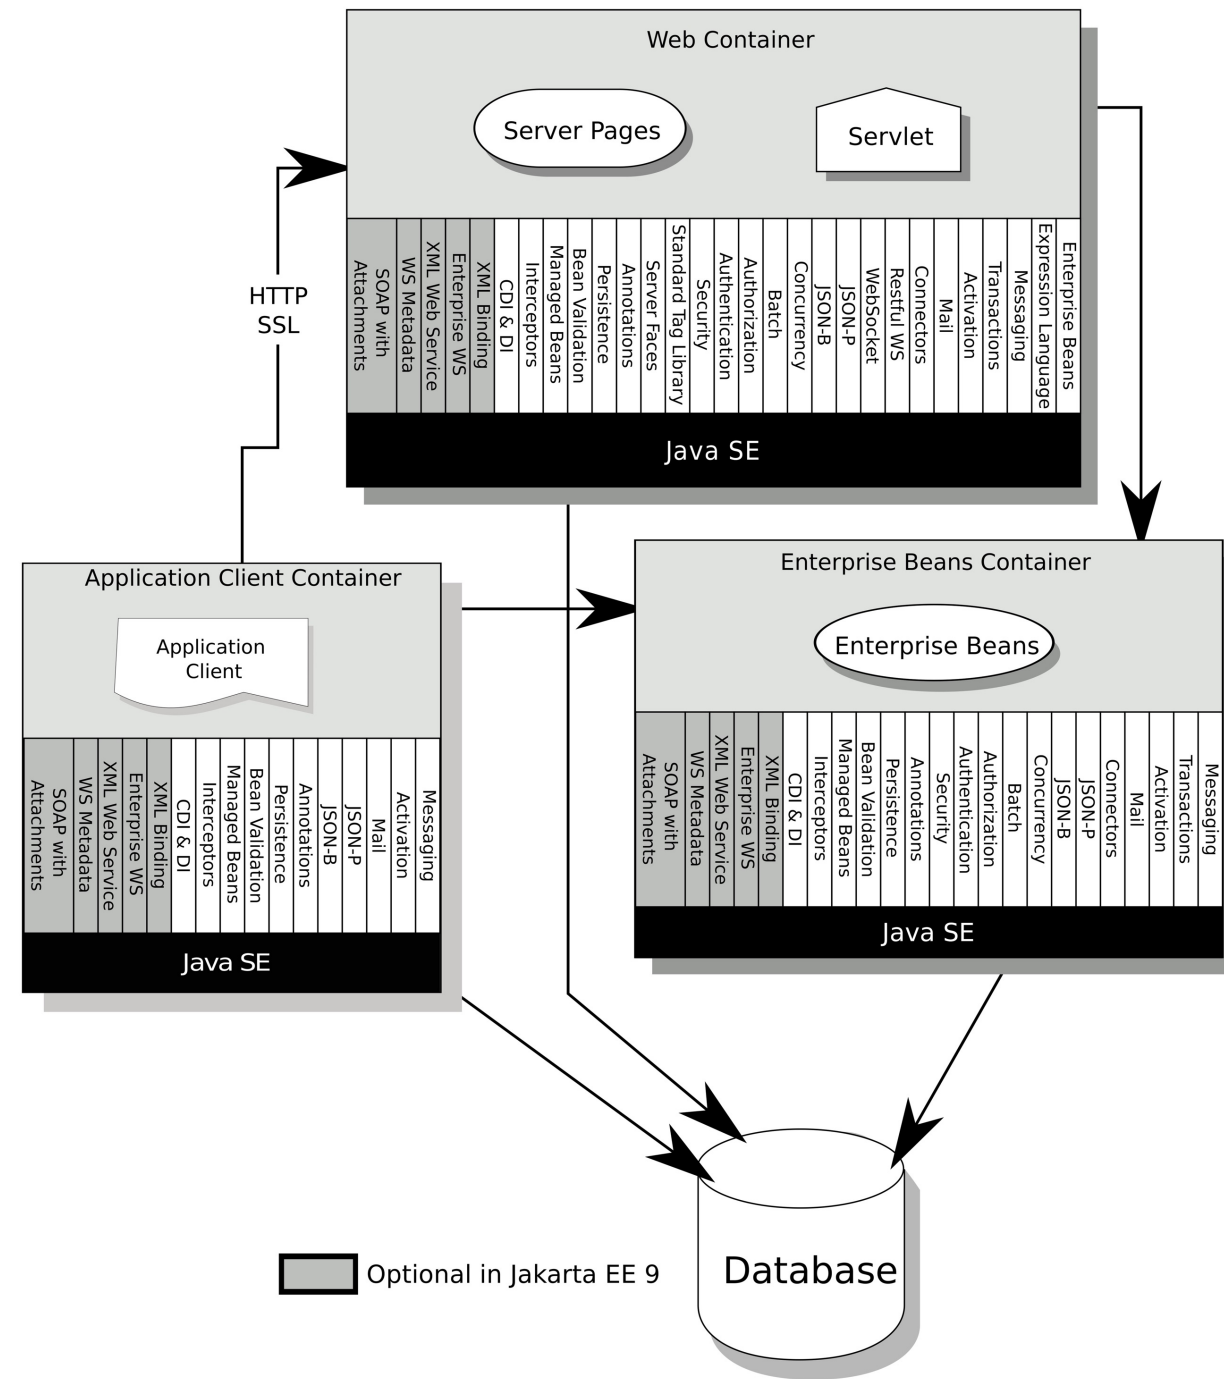 Web Container
Server Pages
Servlet
SOAP with
Attachments
WS Metadata
XML Web Service
Enterprise WS
XML Binding
CDI & DI
Interceptors
Managed Beans
Bean Validation
Persistence
Annotations
Server Faces
Standard Tag Library
Security
Authentication
Authorization
Batch
Concurrency
JSON-B
JSON-P
WebSocket
Restful WS
Connectors
Mail
Activation
Transactions
Messaging
Expression Language
Enterprise Beans
Java SE
HTTP
SSL
Application Client Container
Application
Client
SOAP with
Attachments
WS Metadata
XML Web Service
Enterprise WS
XML Binding
CDI & DI
Interceptors
Managed Beans
Bean Validation
Persistence
Annotations
JSON-B
JSON-P
Mail
Activation
Messaging
Java SE
Enterprise Beans Container
Enterprise Beans
SOAP with
Attachments
WS Metadata
XML Web Service
Enterprise WS
XML Binding
CDI & DI
Interceptors
Managed Beans
Bean Validation
Persistence
Annotations
Security
Authentication
Authorization
Batch
Concurrency
JSON-B
JSON-P
Connectors
Mail
Activation
Transactions
Messaging
Java SE
Optional in Jakarta EE 9
Database